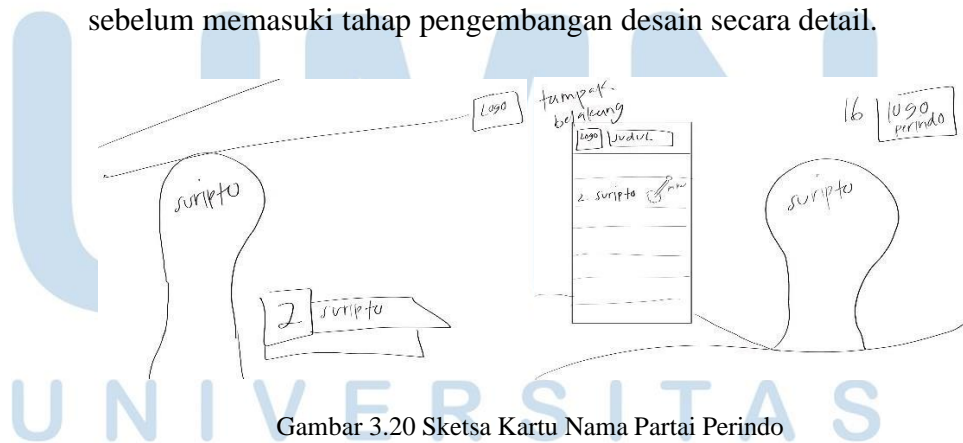 sebelum memasuki tahap pengembangan desain secara detail.
Logo
suripto
2 suripto
tampak
belakang
Logo Judul
2. suripto
16 logo
perindo
suripto
Gambar 3.20 Sketsa Kartu Nama Partai Perindo
UMN
UNIVERSITAS